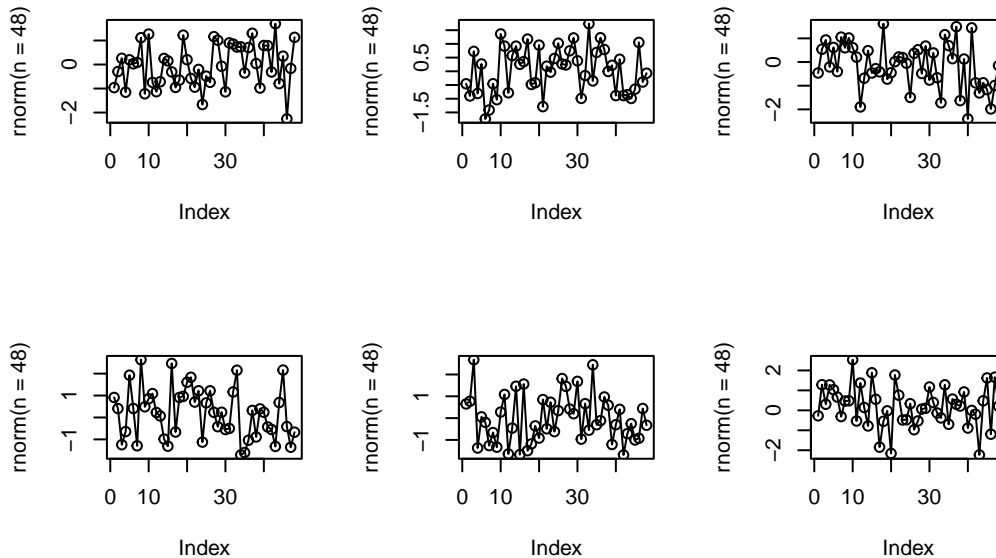 rnorm(n = 48)
0
−2
0 10 30
Index
rnorm(n = 48)
0.5
−1.5
0 10 30
Index
rnorm(n = 48)
0
−2
0 10 30
Index
rnorm(n = 48)
1
−1
0 10 30
Index
rnorm(n = 48)
1
−1
0 10 30
Index
rnorm(n = 48)
2
0
−2
0 10 30
Index